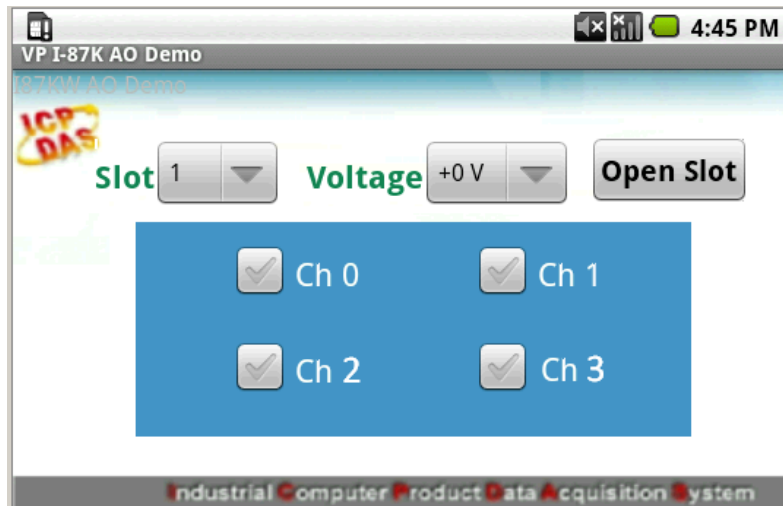 4:45 PM
VP I-87K AO Demo
I87KW AO Demo
ICP DAS
Slot 1 Voltage +0 V Open Slot
Ch 0 Ch 1
Ch 2 Ch 3
Industrial Computer Product Data Acquisition System